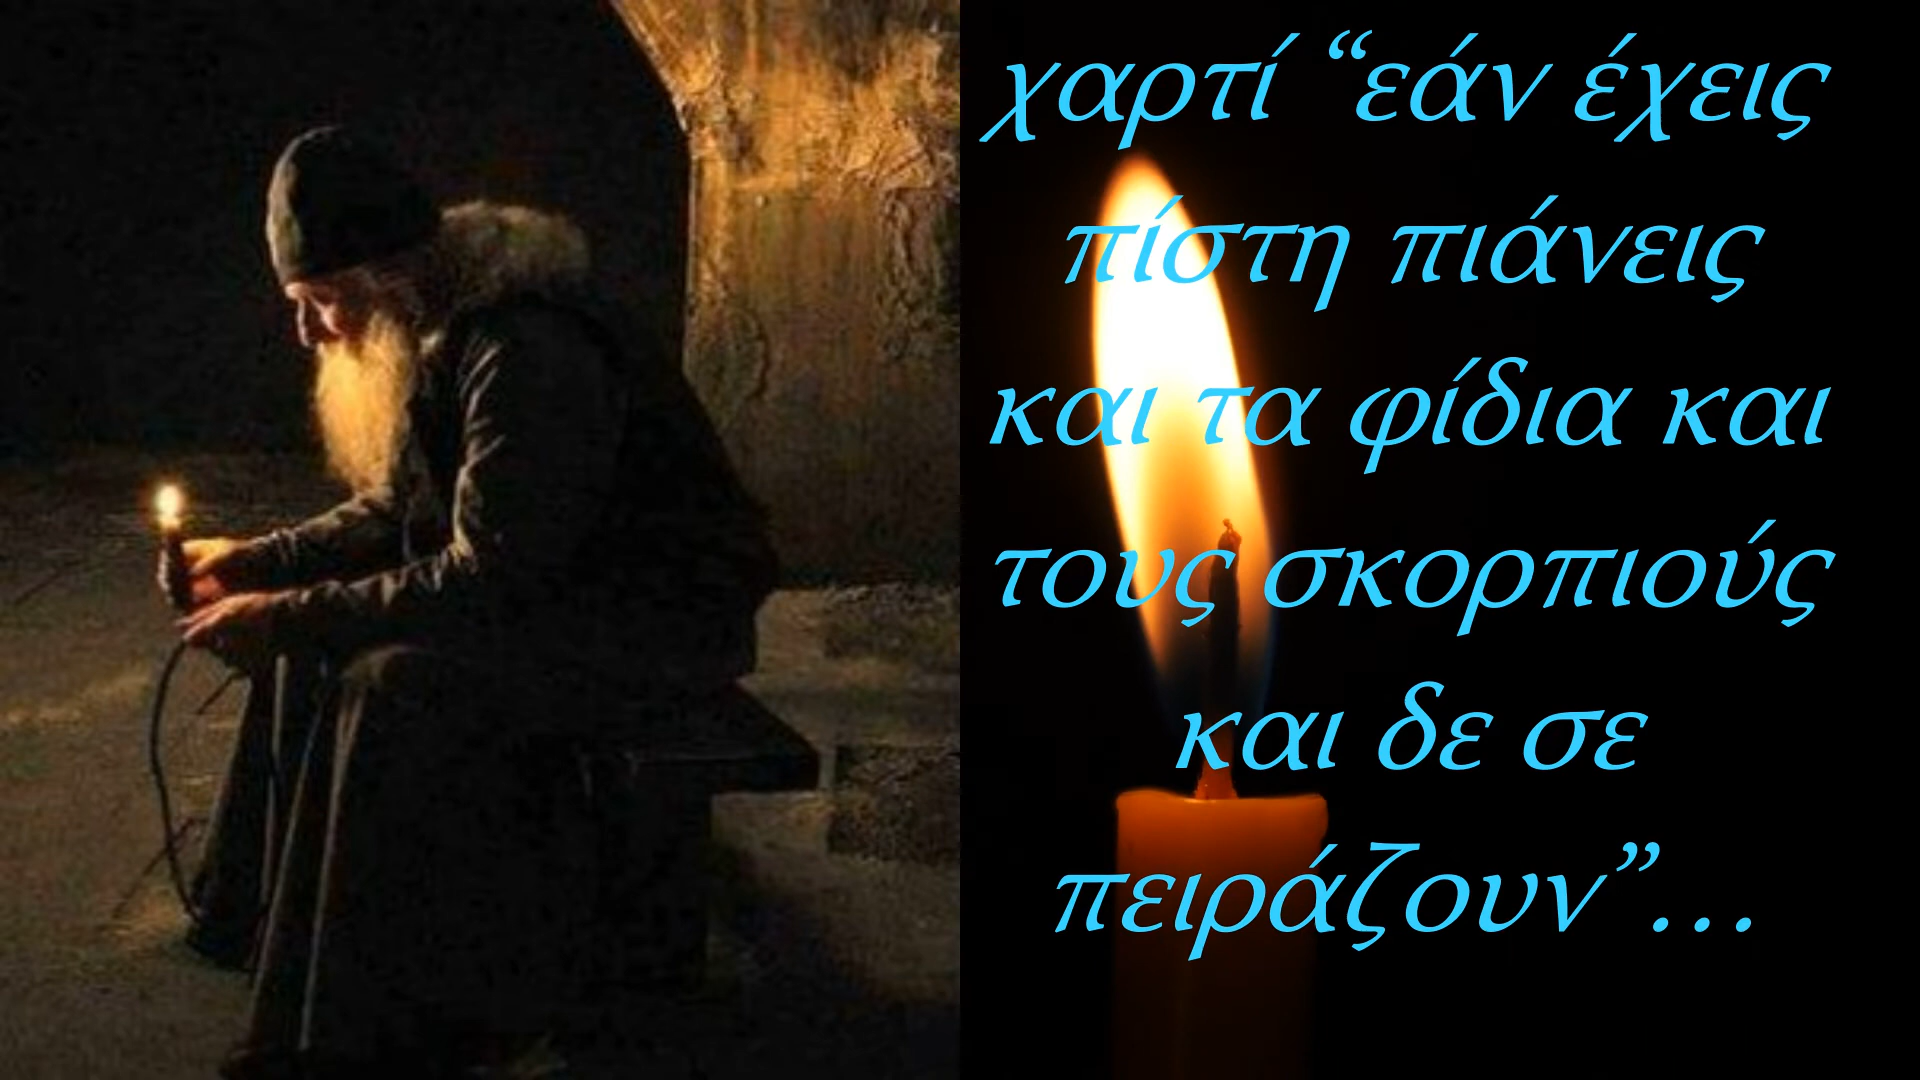 χαρτί “εάν έχεις
πίστη πιάνεις
και τα φίδια και
τους σκορπιούς
και δε σε
πειράζουν”…